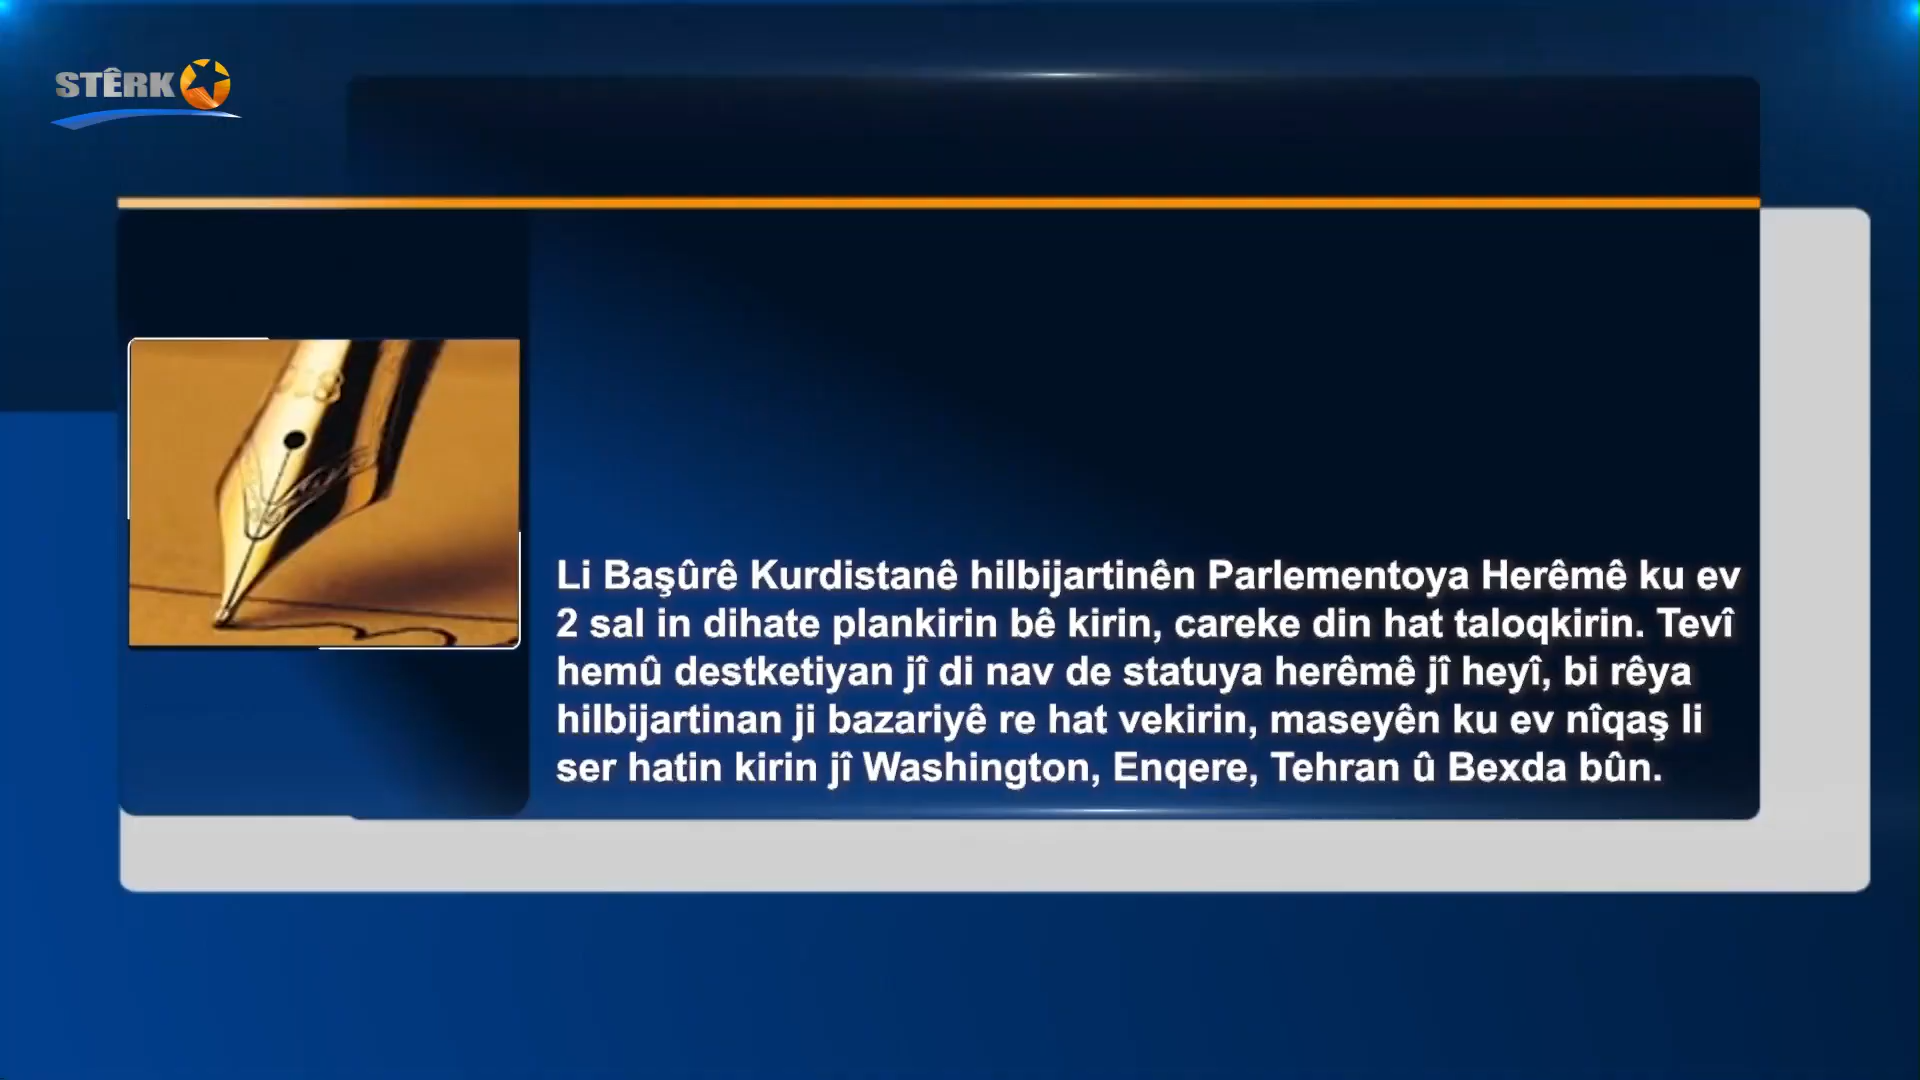 STÊRK
Li Başûrê Kurdistanê hilbijartinên Parlementoya Herêmê ku ev
2 sal in dihate plankirin bê kirin, careke din hat taloqkirin. Tevî
hemû destketiyan jî di nav de statuya herêmê jî heyî, bi rêya
hilbijartinan ji bazariyê re hat vekirin, maseyên ku ev nîqaş li
ser hatin kirin jî Washington, Enqere, Tehran û Bexda bûn.